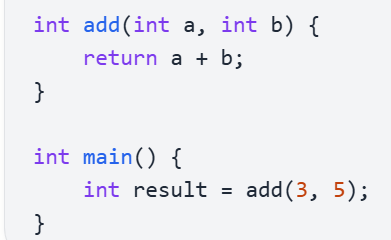 int add(int a, int b) {
    return a + b;
}

int main() {
    int result = add(3, 5);
}